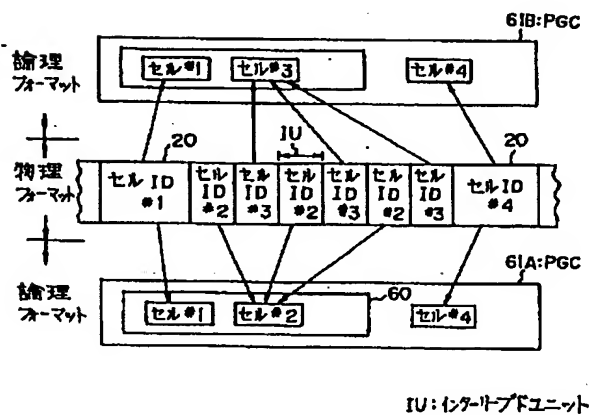 61B:PGC
論理
フォーマット
セル#1
セル#3
セル#4
20
IU
20
物理
フォーマット
セル ID
#1
セル
ID
#2
セル
ID
#3
セル
ID
#2
セル
ID
#3
セル
ID
#2
セル
ID
#3
セル ID
#4
61A:PGC
論理
フォーマット
60
セル#1
セル#2
セル#4
IU:インターリーブドユニット